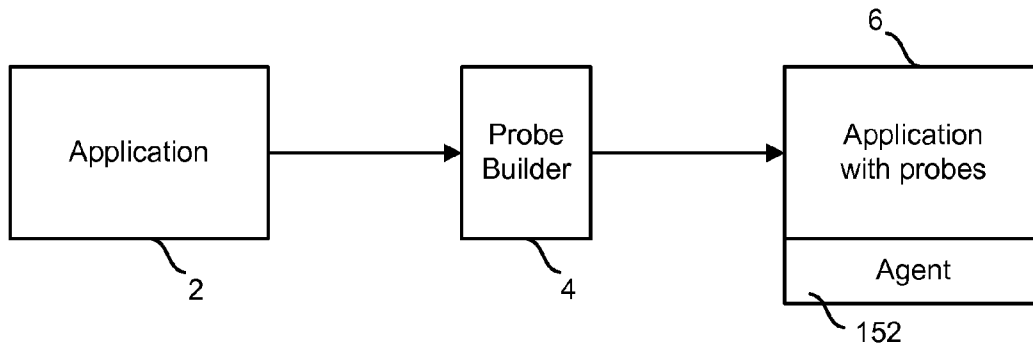 6
Application
Probe
Builder
Application
with probes
2
4
Agent
152